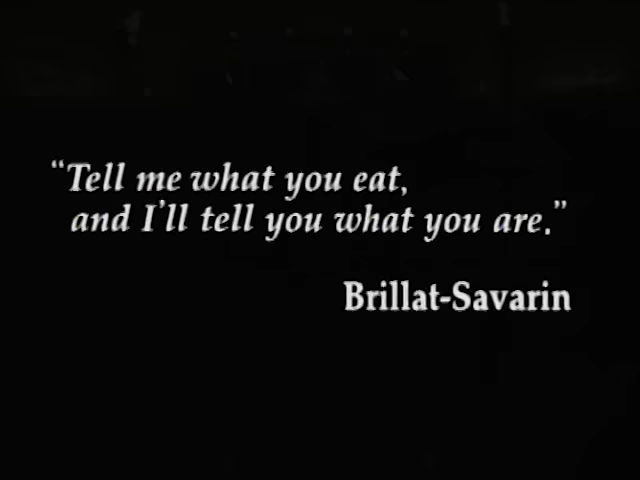 “Tell me what you eat,
and I’ll tell you what you are.”
Brillat-Savarin